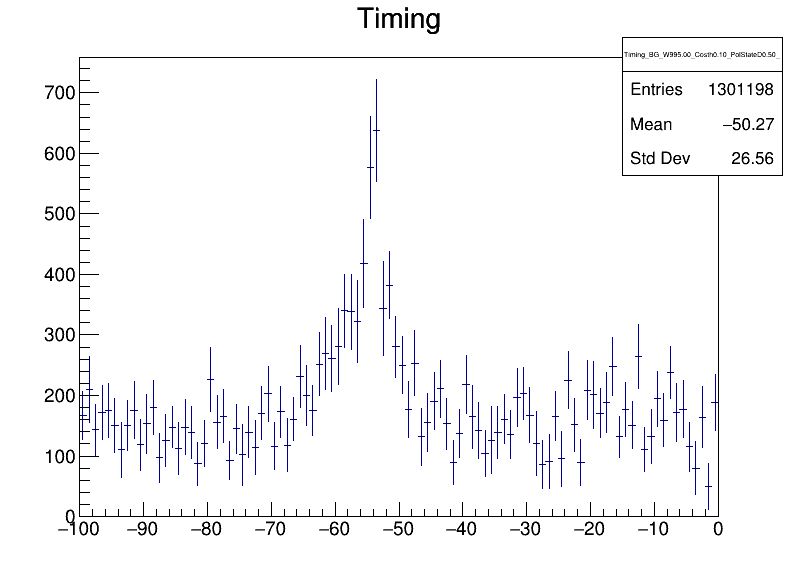 Timing
Timing_BG_W995.00_Costh0.10_PolStateD0.50_
Entries 1301198
Mean −50.27
Std Dev 26.56
700
600
500
400
300
200
100
0
−100 −90 −80 −70 −60 −50 −40 −30 −20 −10 0